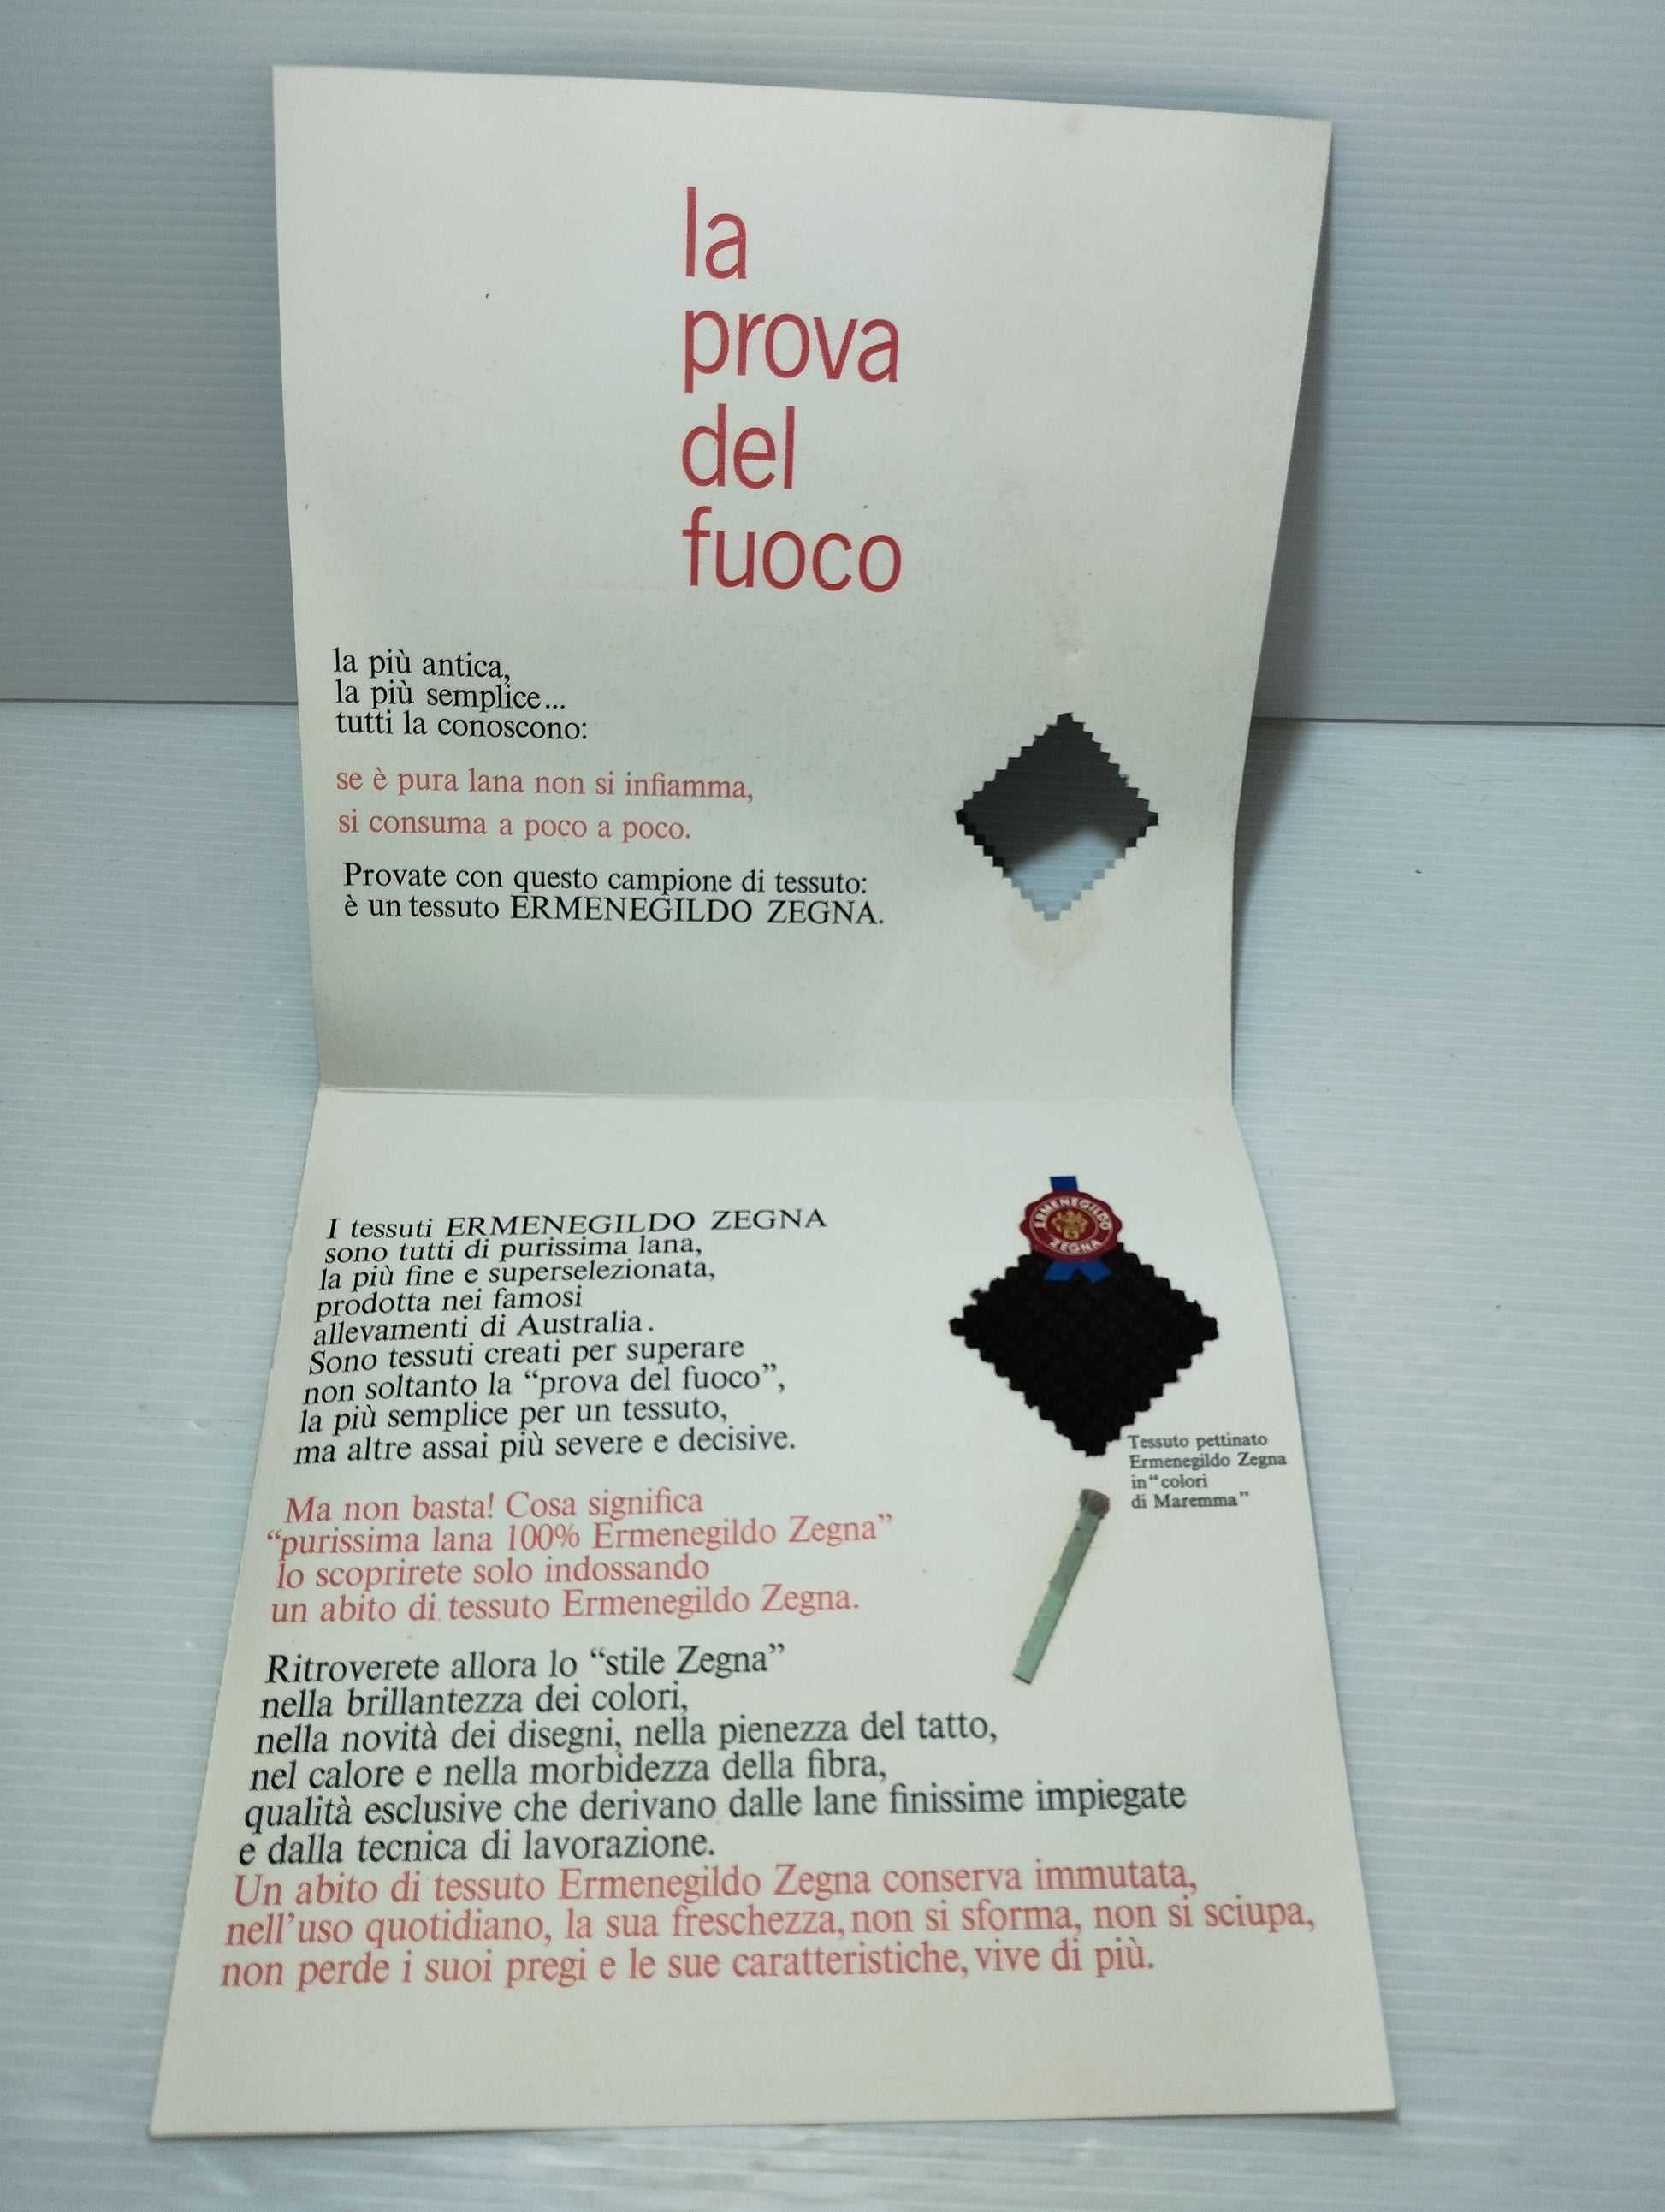 la
prova
del
fuoco
la più antica,
la più semplice...
tutti la conoscono:
se è pura lana non si infiamma,
si consuma a poco a poco.
Provate con questo campione di tessuto:
è un tessuto ERMENEGILDO ZEGNA.
I tessuti ERMENEGILDO ZEGNA
sono tutti di purissima lana,
la più fine e superselezionata,
prodotta nei famosi
allevamenti di Australia.
Sono tessuti creati per superare
non soltanto la “prova del fuoco”,
la più semplice per un tessuto,
ma altre assai più severe e decisive.
ERMENEGILDO
ZEGNA
Tessuto pettinato
Ermenegildo Zegna
in “colori
di Maremma”
Ma non basta! Cosa significa
“purissima lana 100% Ermenegildo Zegna”
lo scoprirete solo indossando
un abito di tessuto Ermenegildo Zegna.
Ritroverete allora lo “stile Zegna”
nella brillantezza dei colori,
nella novità dei disegni, nella pienezza del tatto,
nel calore e nella morbidezza della fibra,
qualità esclusive che derivano dalle lane finissime impiegate
e dalla tecnica di lavorazione.
Un abito di tessuto Ermenegildo Zegna conserva immutata,
nell’uso quotidiano, la sua freschezza, non si sforma, non si sciupa,
non perde i suoi pregi e le sue caratteristiche, vive di più.